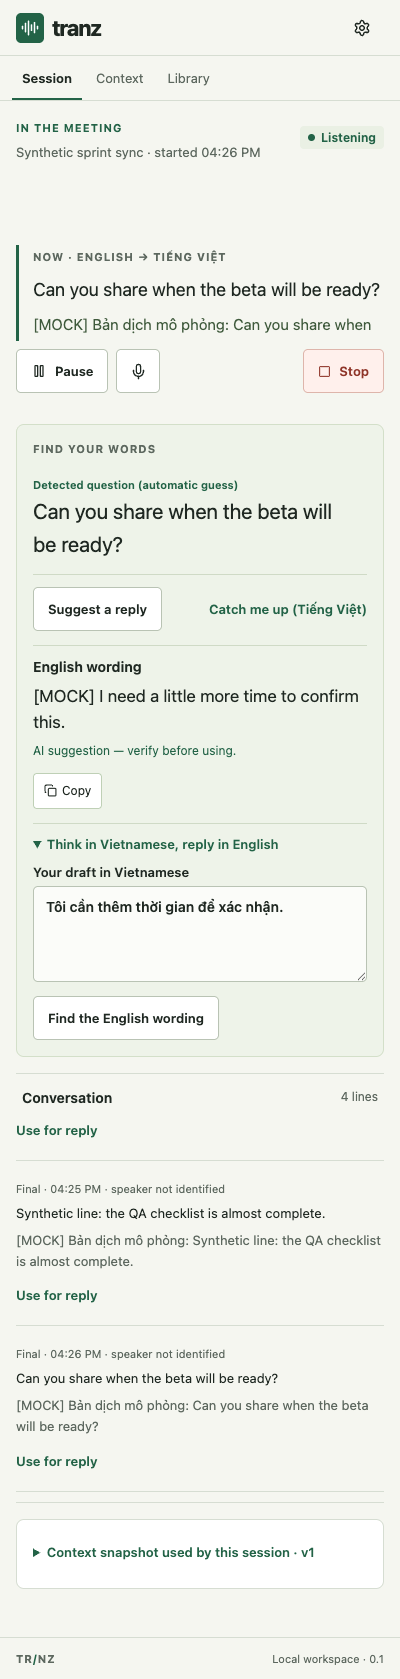 tranz
Session Context Library
IN THE MEETING
Synthetic sprint sync · started 04:26 PM
Listening
NOW · ENGLISH → TIẾNG VIỆT
Can you share when the beta will be ready?
[MOCK] Bản dịch mô phỏng: Can you share when
Pause
Stop
FIND YOUR WORDS
Detected question (automatic guess)
Can you share when the beta will
be ready?
Suggest a reply
Catch me up (Tiếng Việt)
English wording
[MOCK] I need a little more time to confirm
this.
AI suggestion — verify before using.
Copy
▼ Think in Vietnamese, reply in English
Your draft in Vietnamese
Tôi cần thêm thời gian để xác nhận.
Find the English wording
Conversation
4 lines
Use for reply
Final · 04:25 PM · speaker not identified
Synthetic line: the QA checklist is almost complete.
[MOCK] Bản dịch mô phỏng: Synthetic line: the QA checklist
is almost complete.
Use for reply
Final · 04:26 PM · speaker not identified
Can you share when the beta will be ready?
[MOCK] Bản dịch mô phỏng: Can you share when the beta
will be ready?
Use for reply
▶ Context snapshot used by this session · v1
TR/NZ
Local workspace · 0.1